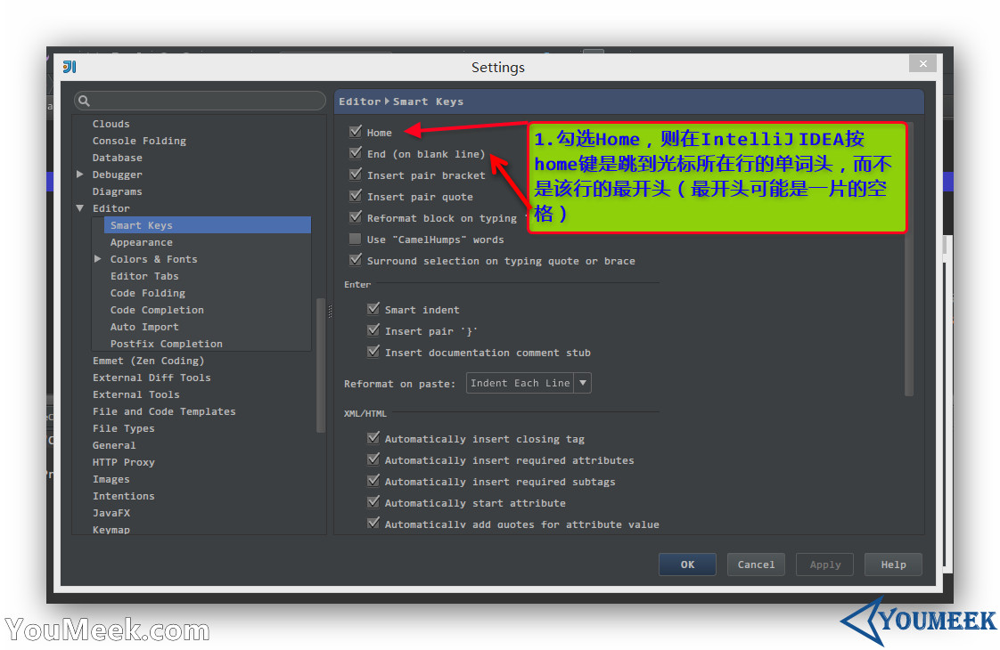 Settings
Editor Smart Keys
Clouds
Console Folding
Database
Debugger
Diagrams
Editor
Smart Keys
Appearance
Colors & Fonts
Editor Tabs
Code Folding
Code Completion
Auto Import
Postfix Completion
Emmet (Zen Coding)
External Diff Tools
External Tools
File and Code Templates
File Types
General
HTTP Proxy
Images
Intentions
JavaFX
Keymap
Home
End (on blank line)
Insert pair bracket
Insert pair quote
Reformat block on typing
Use "CamelHumps" words
Surround selection on typing quote or brace
1.勾选Home，则在IntelliJ IDEA按
home键是跳到光标所在行的单词头，而不
是该行的最开头（最开头可能是一片的空
格）
Enter
Smart indent
Insert pair '}'
Insert documentation comment stub
Reformat on paste: Indent Each Line
XML/HTML
Automatically insert closing tag
Automatically insert required attributes
Automatically insert required subtags
Automatically start attribute
Automatically add quotes for attribute value
OK Cancel Apply Help
YouMeek.com
YOUMEEK